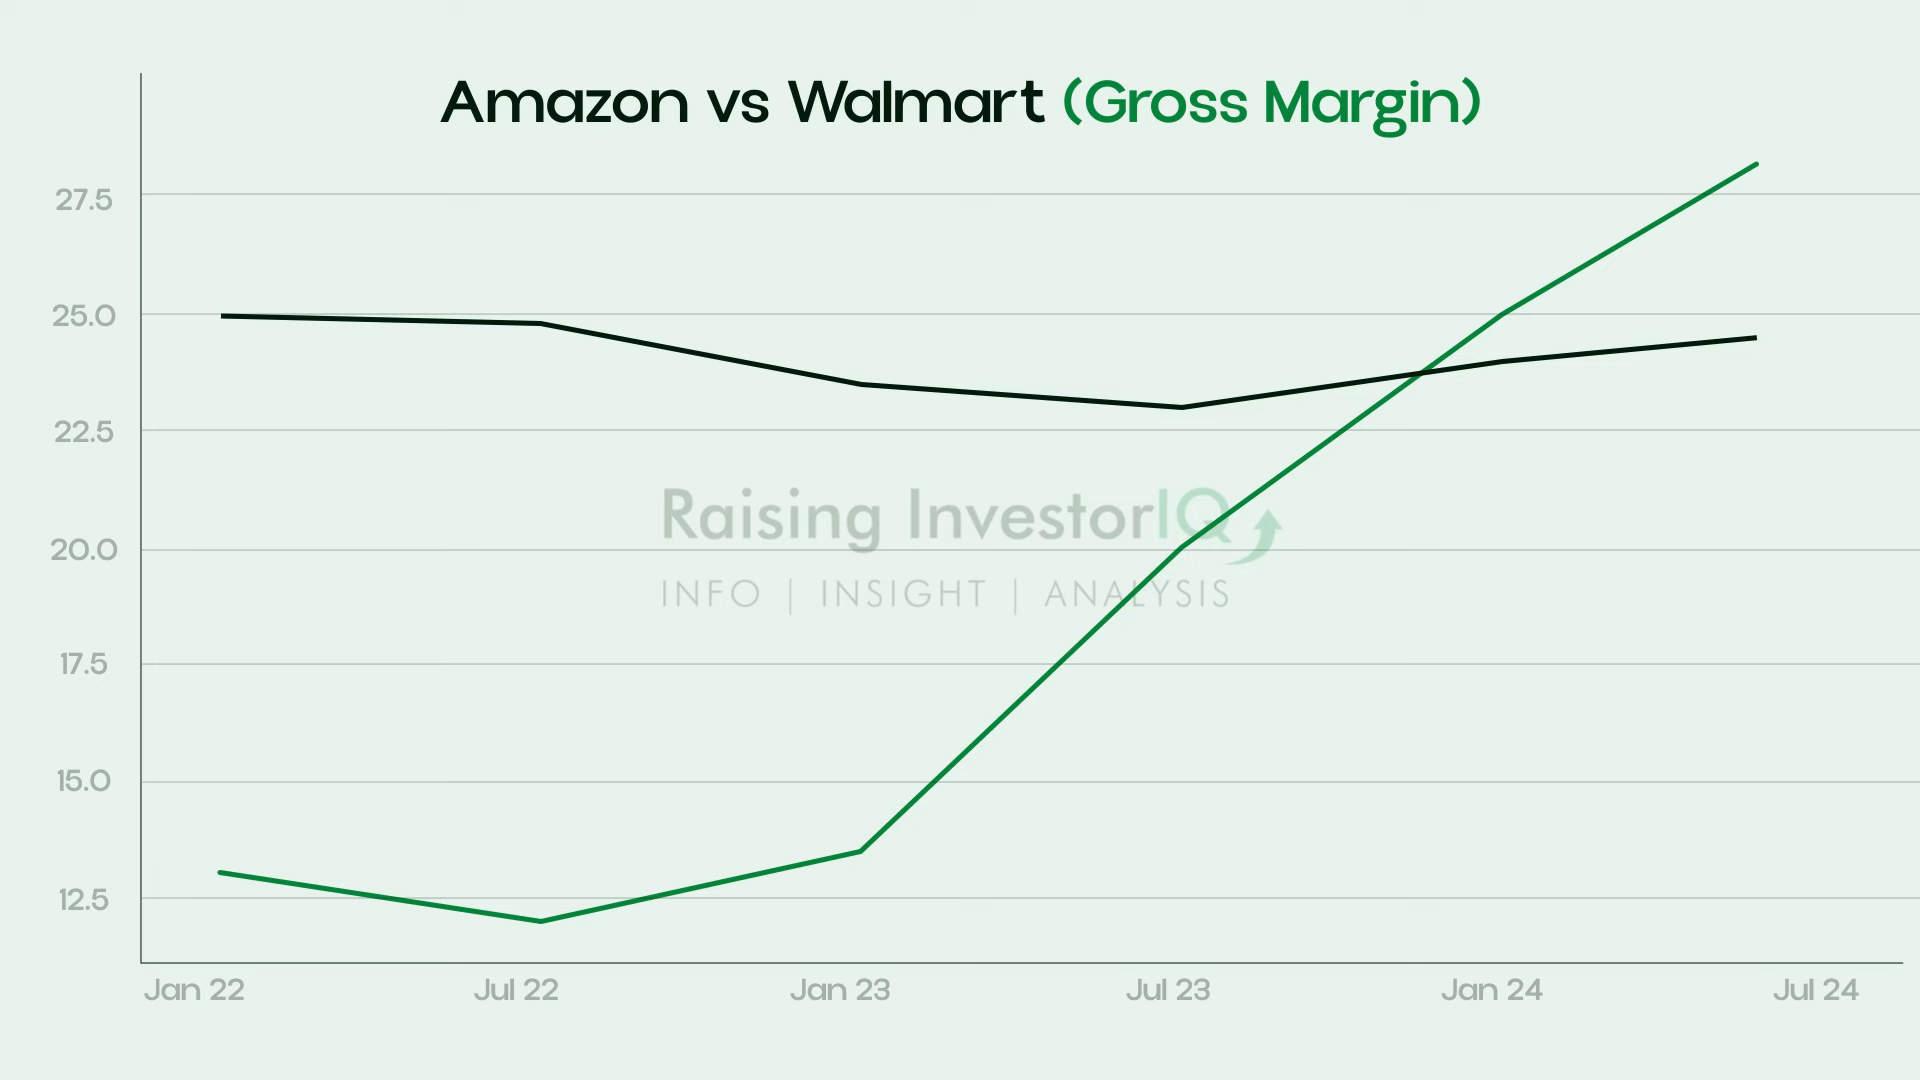 Amazon vs Walmart (Gross Margin)
27.5
25.0
22.5
Raising InvestorIQ
20.0
INFO | INSIGHT | ANALYSIS
17.5
15.0
12.5
Jan 22 Jul 22 Jan 23 Jul 23 Jan 24 Jul 24